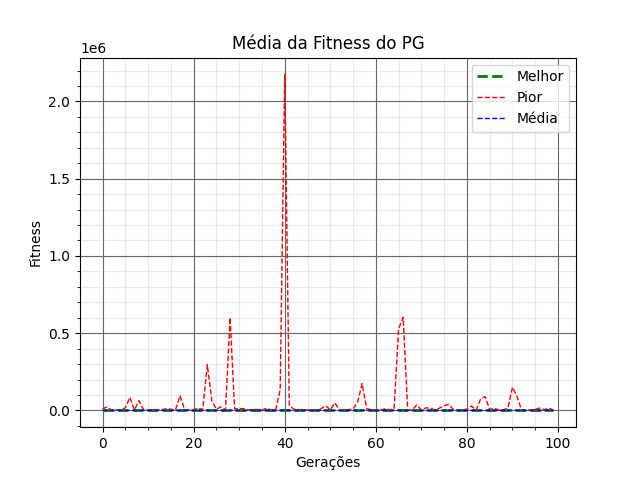 Média da Fitness do PG
1e6
Melhor
Pior
Média
2.0
1.5
1.0
0.5
0.0
Fitness
0 20 40 60 80 100
Gerações